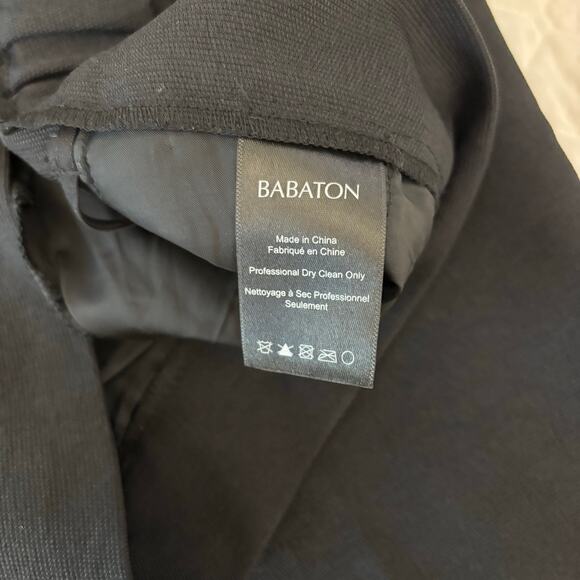 BABATON
Made in China
Fabriqué en Chine
Professional Dry Clean Only
Nettoyage à Sec Professionnel
Seulement